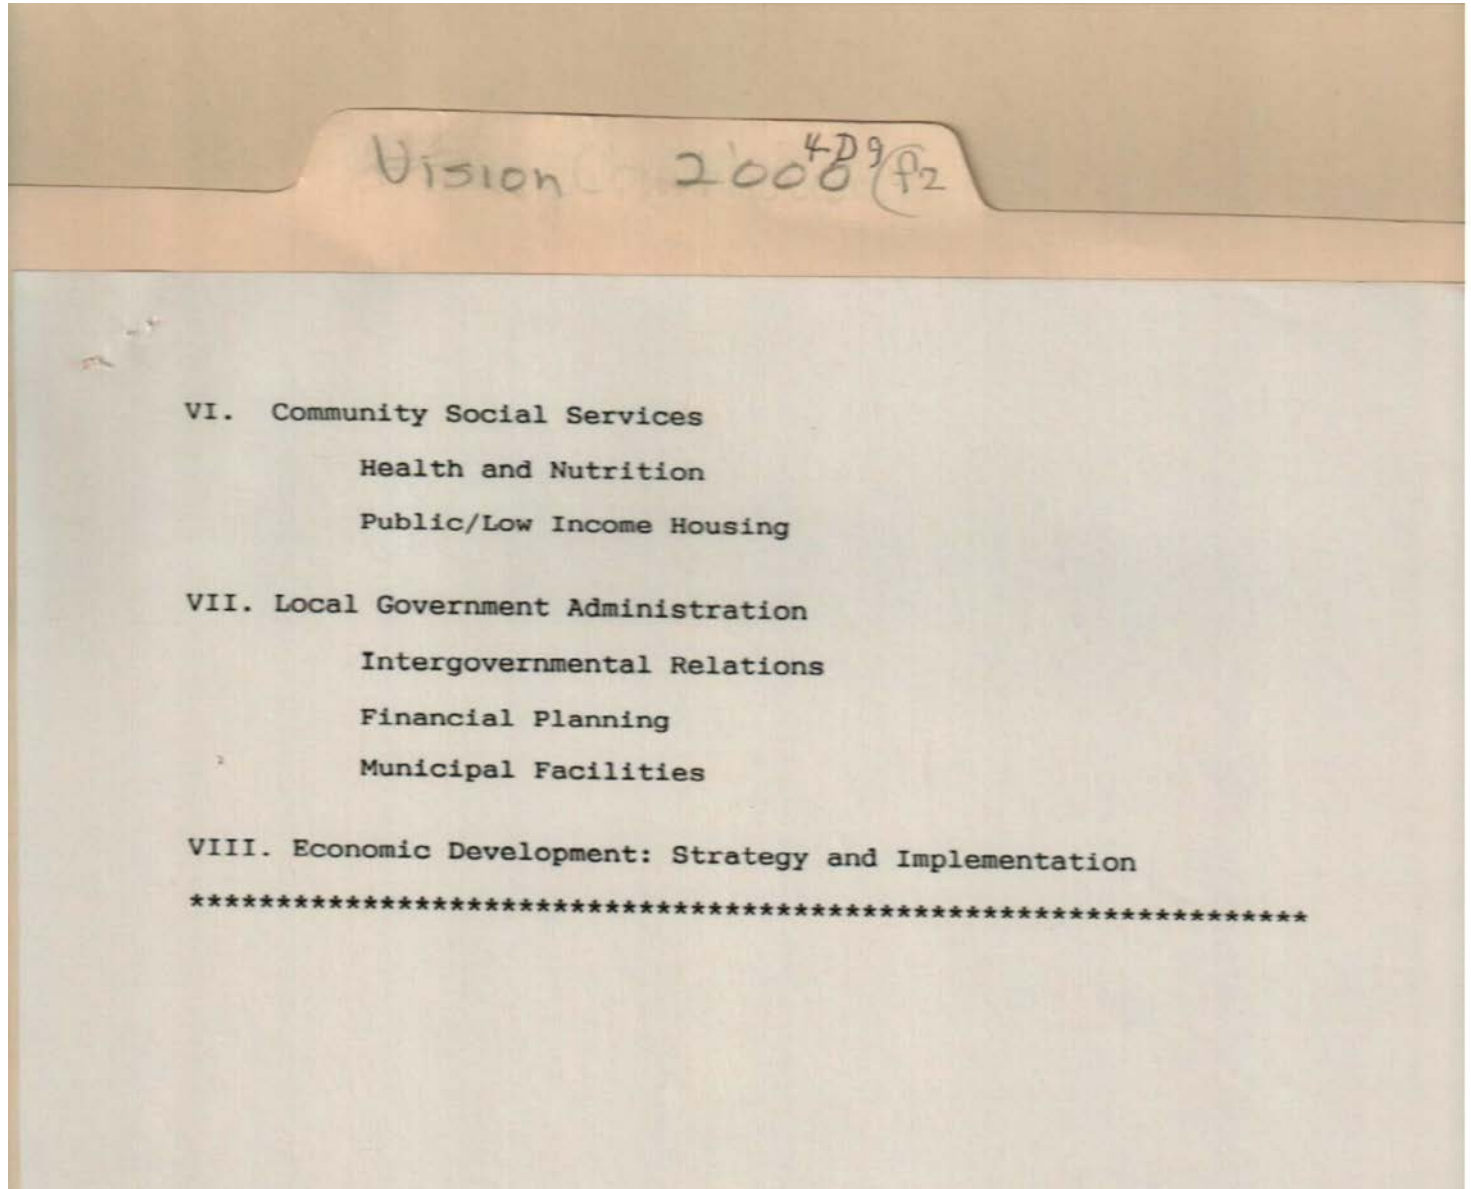 Vision 2000 4D9 f2
VI. Community Social Services
Health and Nutrition
Public/Low Income Housing
VII. Local Government Administration
Intergovernmental Relations
Financial Planning
Municipal Facilities
VIII. Economic Development: Strategy and Implementation
*****************************************************************